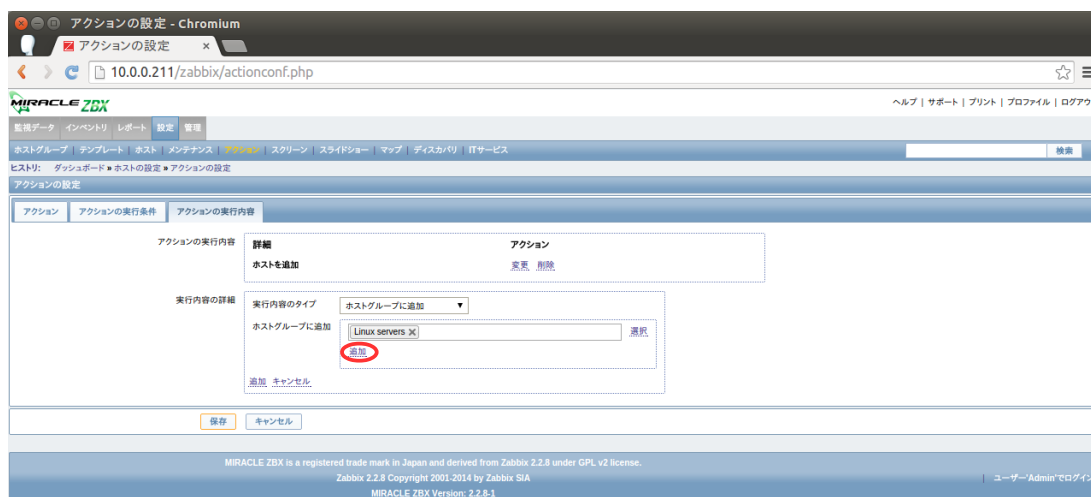 アクションの設定 - Chromium
アクションの設定 ×
10.0.0.211/zabbix/actionconf.php
MIRACLE ZBX
ヘルプ | サポート | プリント | プロファイル | ログアウ
監視データ インベントリ レポート 設定 管理
ホストグループ | テンプレート | ホスト | メンテナンス | アクション | スクリーン | スライドショー | マップ | ディスカバリ | ITサービス 検索
ヒストリ: ダッシュボード » ホストの設定 » アクションの設定
アクションの設定
アクション アクションの実行条件 アクションの実行内容
アクションの実行内容 詳細 アクション
ホストを追加 変更 削除
実行内容の詳細 実行内容のタイプ ホストグループに追加
ホストグループに追加 Linux servers 選択
追加
追加 キャンセル
保存 キャンセル
MIRACLE ZBX is a registered trade mark in Japan and derived from Zabbix 2.2.8 under GPL v2 license.
Zabbix 2.2.8 Copyright 2001-2014 by Zabbix SIA | ユーザー'Admin'でログイン
MIRACLE ZBX Version: 2.2.8-1